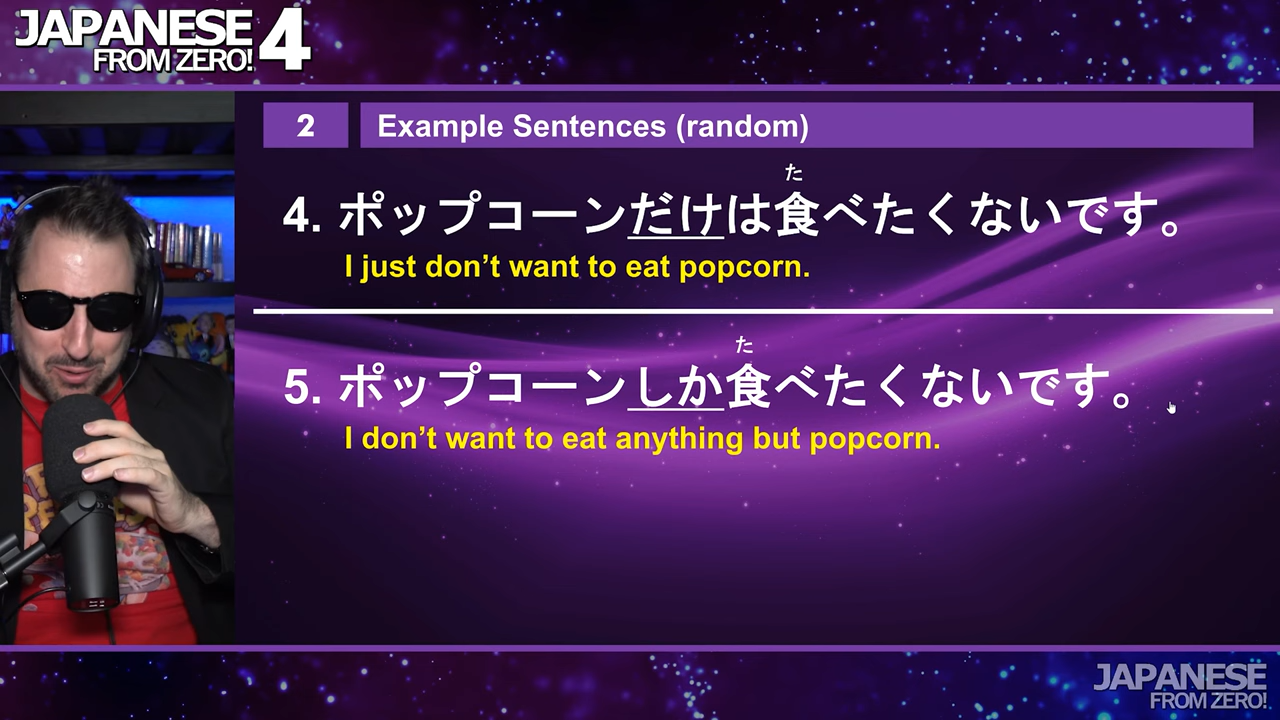 JAPANESE
FROM ZERO! 4
2 Example Sentences (random)
た
4. ポップコーンだけは食べたくないです。
I just don't want to eat popcorn.
た
5. ポップコーンしか食べたくないです。
I don't want to eat anything but popcorn.
JAPANESE
FROM ZERO!